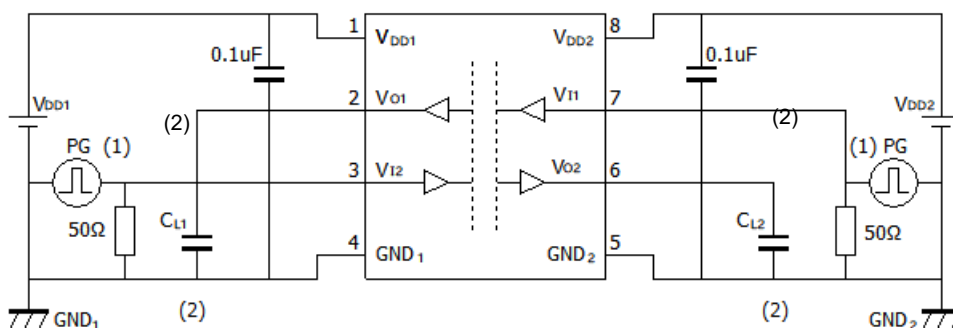 1
8
VDD1
VDD2
0.1uF
0.1uF
2
VO1
VI1
7
VDD1
(2)
(2)
VDD2
PG (1)
(1) PG
3
VI2
VO2
6
50Ω
CL1
CL2
50Ω
4
GND1
GND2
5
(2)
(2)
GND1
GND2